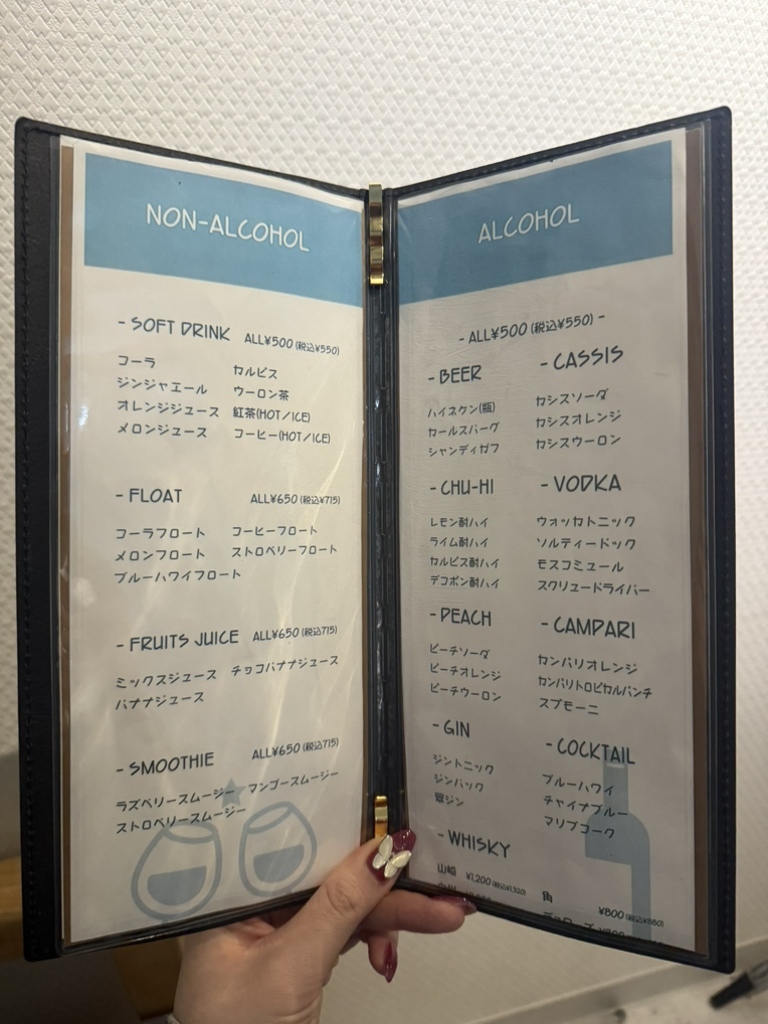 NON-ALCOHOL
- SOFT DRINK ALL¥500(税込¥550)
コーラ カルピス
ジンジャエール ウーロン茶
オレンジジュース 紅茶(HOT/ICE)
メロンジュース コーヒー(HOT/ICE)
- FLOAT ALL¥650(税込¥715)
コーラフロート コーヒーフロート
メロンフロート ストロベリーフロート
ブルーハワイフロート
- FRUITS JUICE ALL¥650(税込715)
ミックスジュース チョコバナナジュース
バナナジュース
- SMOOTHIE ALL¥650(税込715)
ラズベリースムージー マンゴースムージー
ストロベリースムージー
ALCOHOL
- ALL¥500(税込¥550) -
- BEER
ハイネケン(瓶)
カールスバーグ
シャンディガフ
- CASSIS
カシスソーダ
カシスオレンジ
カシスウーロン
- CHU-HI
レモン酎ハイ
ライム酎ハイ
カルピス酎ハイ
デコポン酎ハイ
- VODKA
ウォッカトニック
ソルティードック
モスコミュール
スクリュードライバー
- PEACH
ピーチソーダ
ピーチオレンジ
ピーチウーロン
- CAMPARI
カンパリオレンジ
カンパリトロピカルパンチ
スプモーニ
- GIN
ジントニック
ジンバック
翠ジン
- COCKTAIL
ブルーハワイ
チャイナブルー
マリブコーク
- WHISKY
山崎 ¥1,200(税込¥1,320) 角 ¥800(税込¥880)